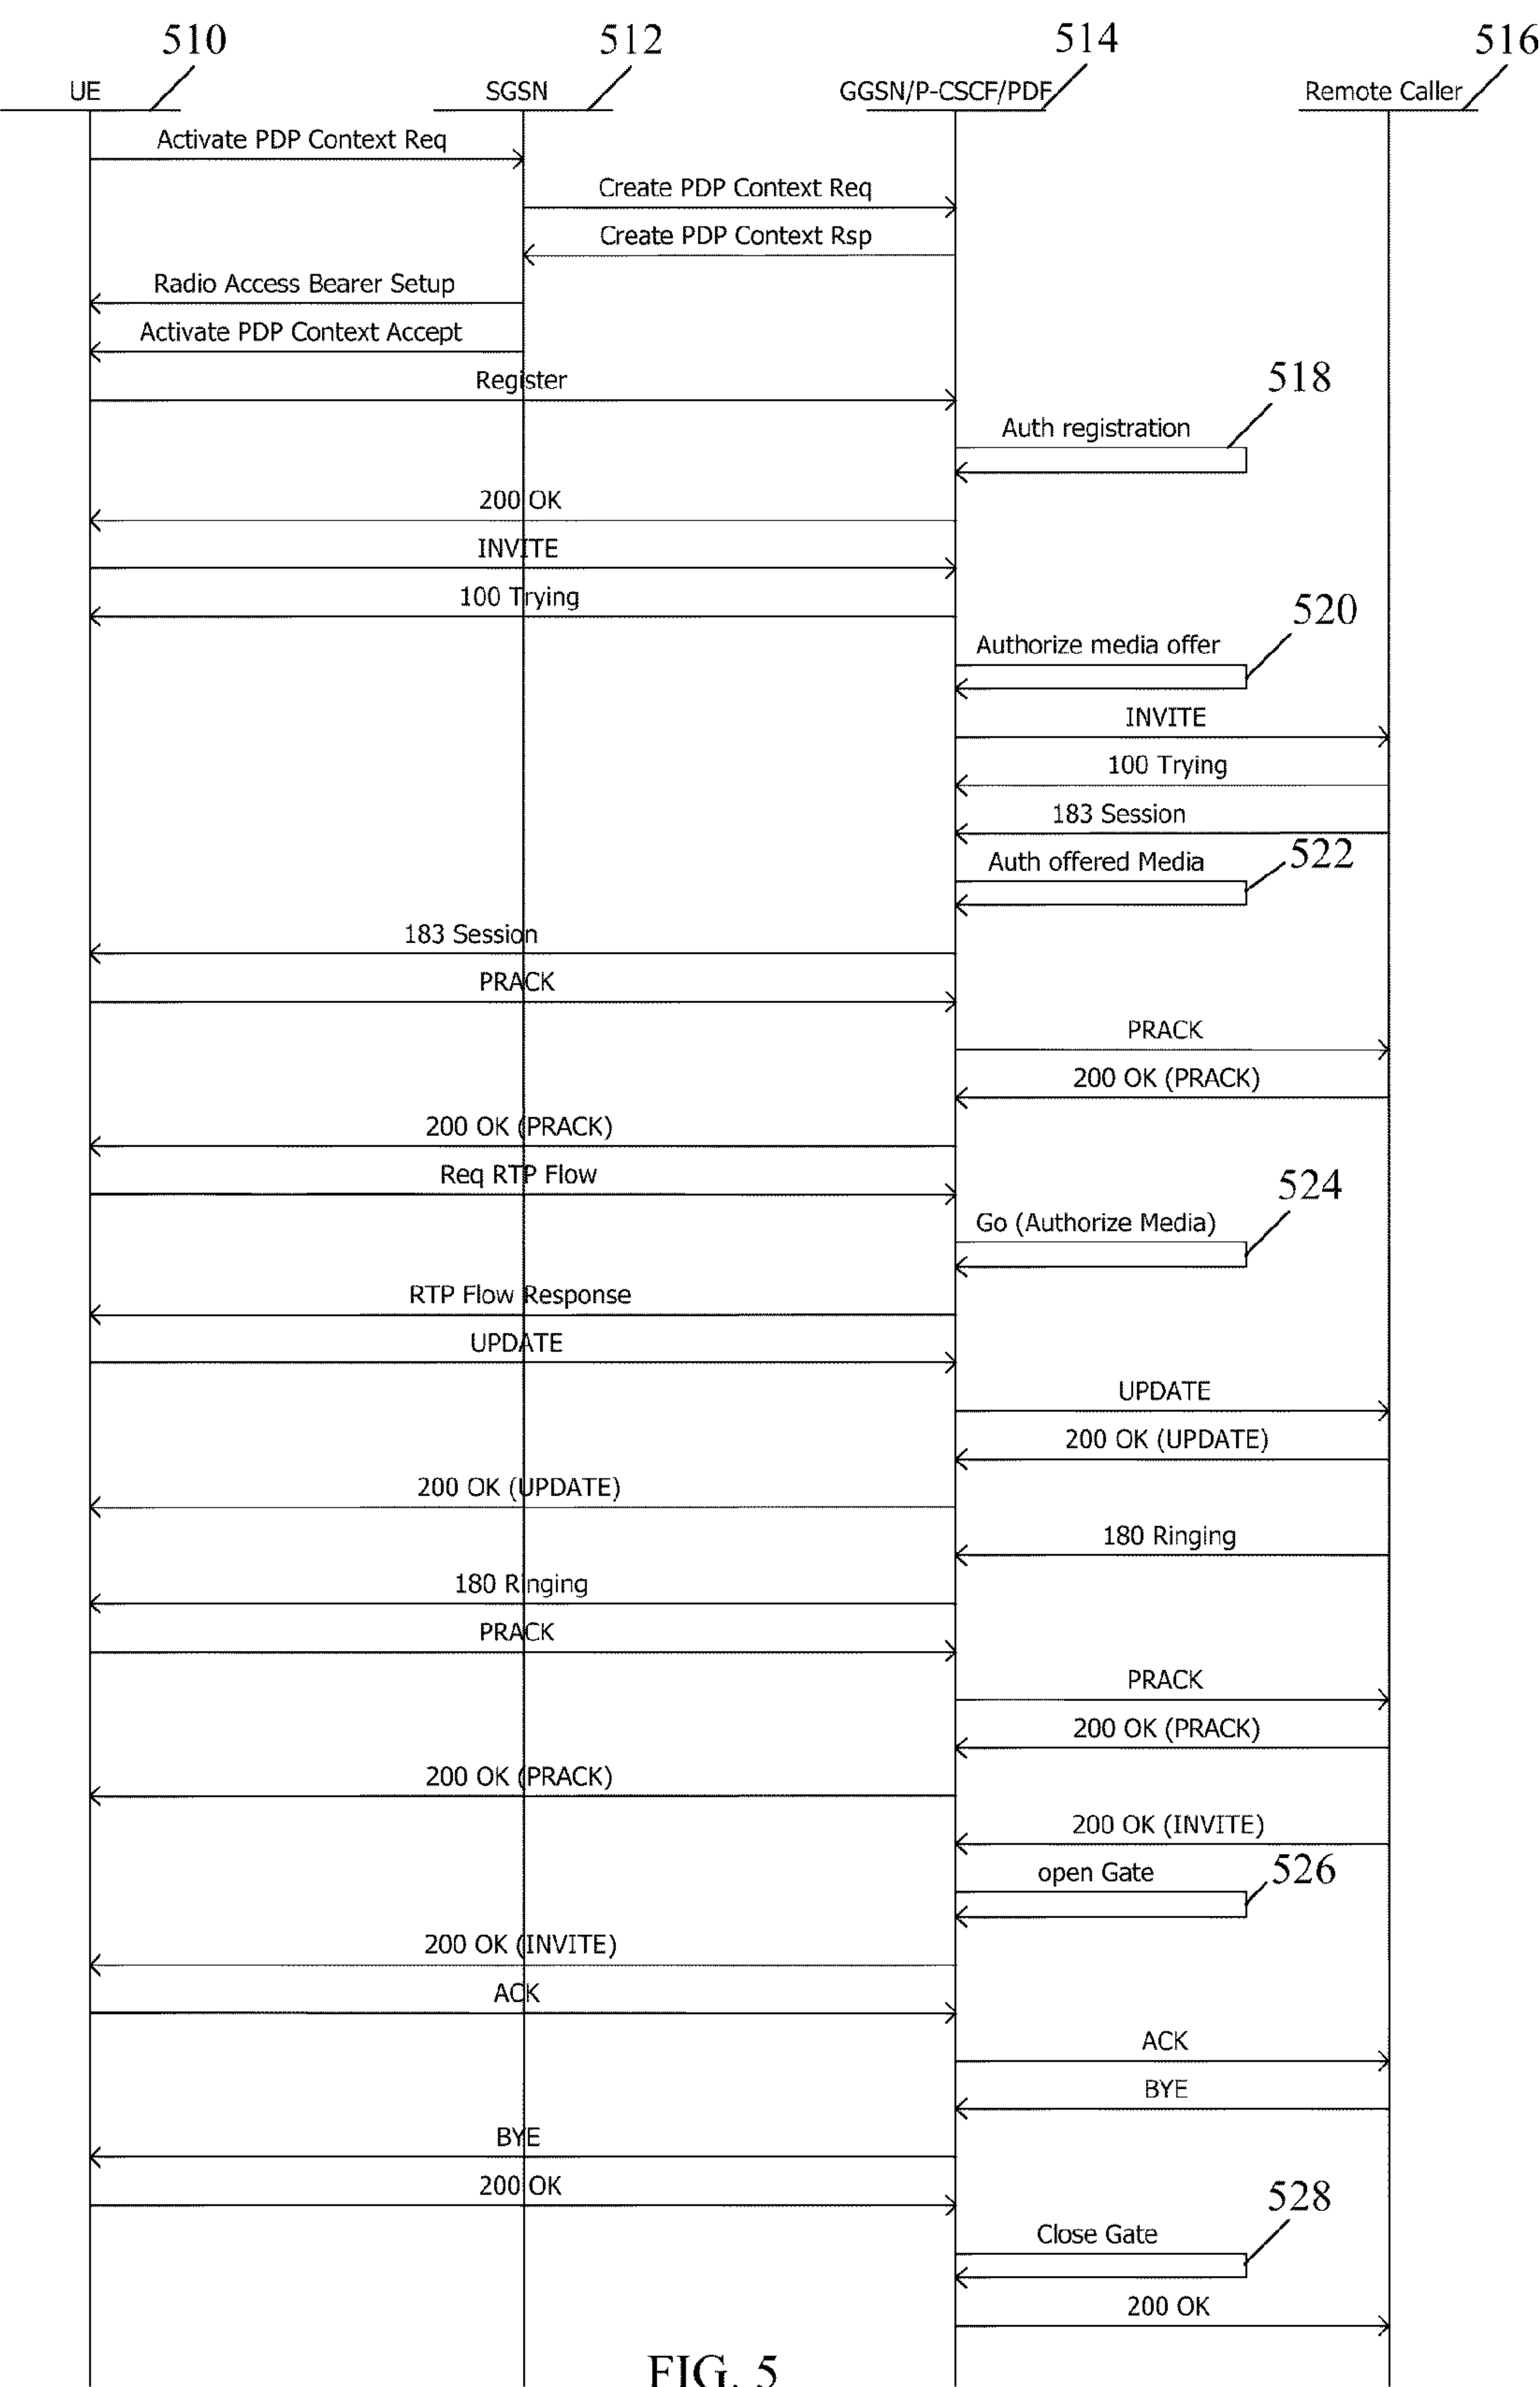 510
512
514
516
UE
SGSN
GGSN/P-CSCF/PDF
Remote Caller
Activate PDP Context Req
Create PDP Context Req
Create PDP Context Rsp
Radio Access Bearer Setup
Activate PDP Context Accept
Register
518
Auth registration
200 OK
INVITE
100 Trying
520
Authorize media offer
INVITE
100 Trying
183 Session
522
Auth offered Media
183 Session
PRACK
PRACK
200 OK (PRACK)
200 OK (PRACK)
Req RTP Flow
524
Go (Authorize Media)
RTP Flow Response
UPDATE
UPDATE
200 OK (UPDATE)
200 OK (UPDATE)
180 Ringing
180 Ringing
PRACK
PRACK
200 OK (PRACK)
200 OK (PRACK)
200 OK (INVITE)
open Gate
526
200 OK (INVITE)
ACK
ACK
BYE
BYE
200 OK
528
Close Gate
200 OK
FIG. 5